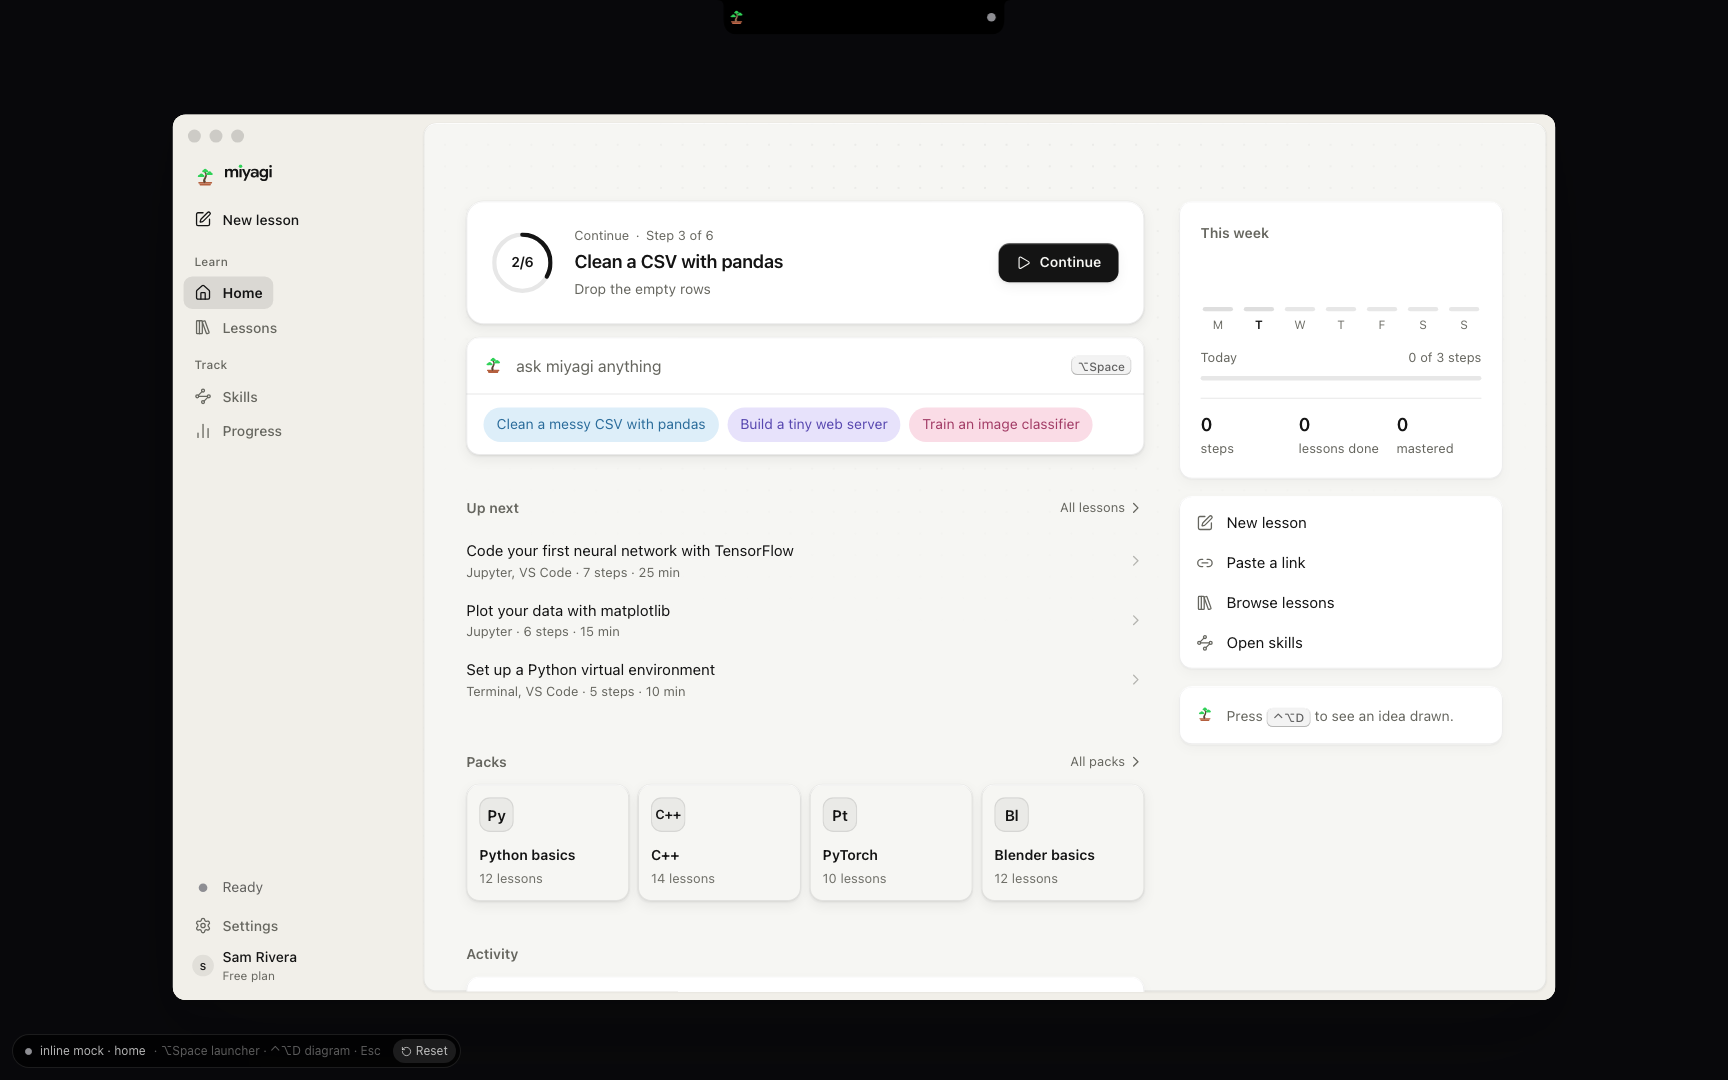 miyagi
New lesson
Learn
Home
Lessons
Track
Skills
Progress
Ready
Settings
S
Sam Rivera
Free plan
2/6
Continue · Step 3 of 6
Clean a CSV with pandas
Drop the empty rows
Continue
ask miyagi anything
⌥Space
Clean a messy CSV with pandas
Build a tiny web server
Train an image classifier
Up next
All lessons
Code your first neural network with TensorFlow
Jupyter, VS Code · 7 steps · 25 min
Plot your data with matplotlib
Jupyter · 6 steps · 15 min
Set up a Python virtual environment
Terminal, VS Code · 5 steps · 10 min
Packs
All packs
Py
Python basics
12 lessons
C++
C++
14 lessons
Pt
PyTorch
10 lessons
Bl
Blender basics
12 lessons
Activity
This week
M T W T F S S
Today 0 of 3 steps
0 0 0
steps lessons done mastered
New lesson
Paste a link
Browse lessons
Open skills
Press ⌃⌥D to see an idea drawn.
inline mock · home · ⌥Space launcher · ⌃⌥D diagram · Esc Reset